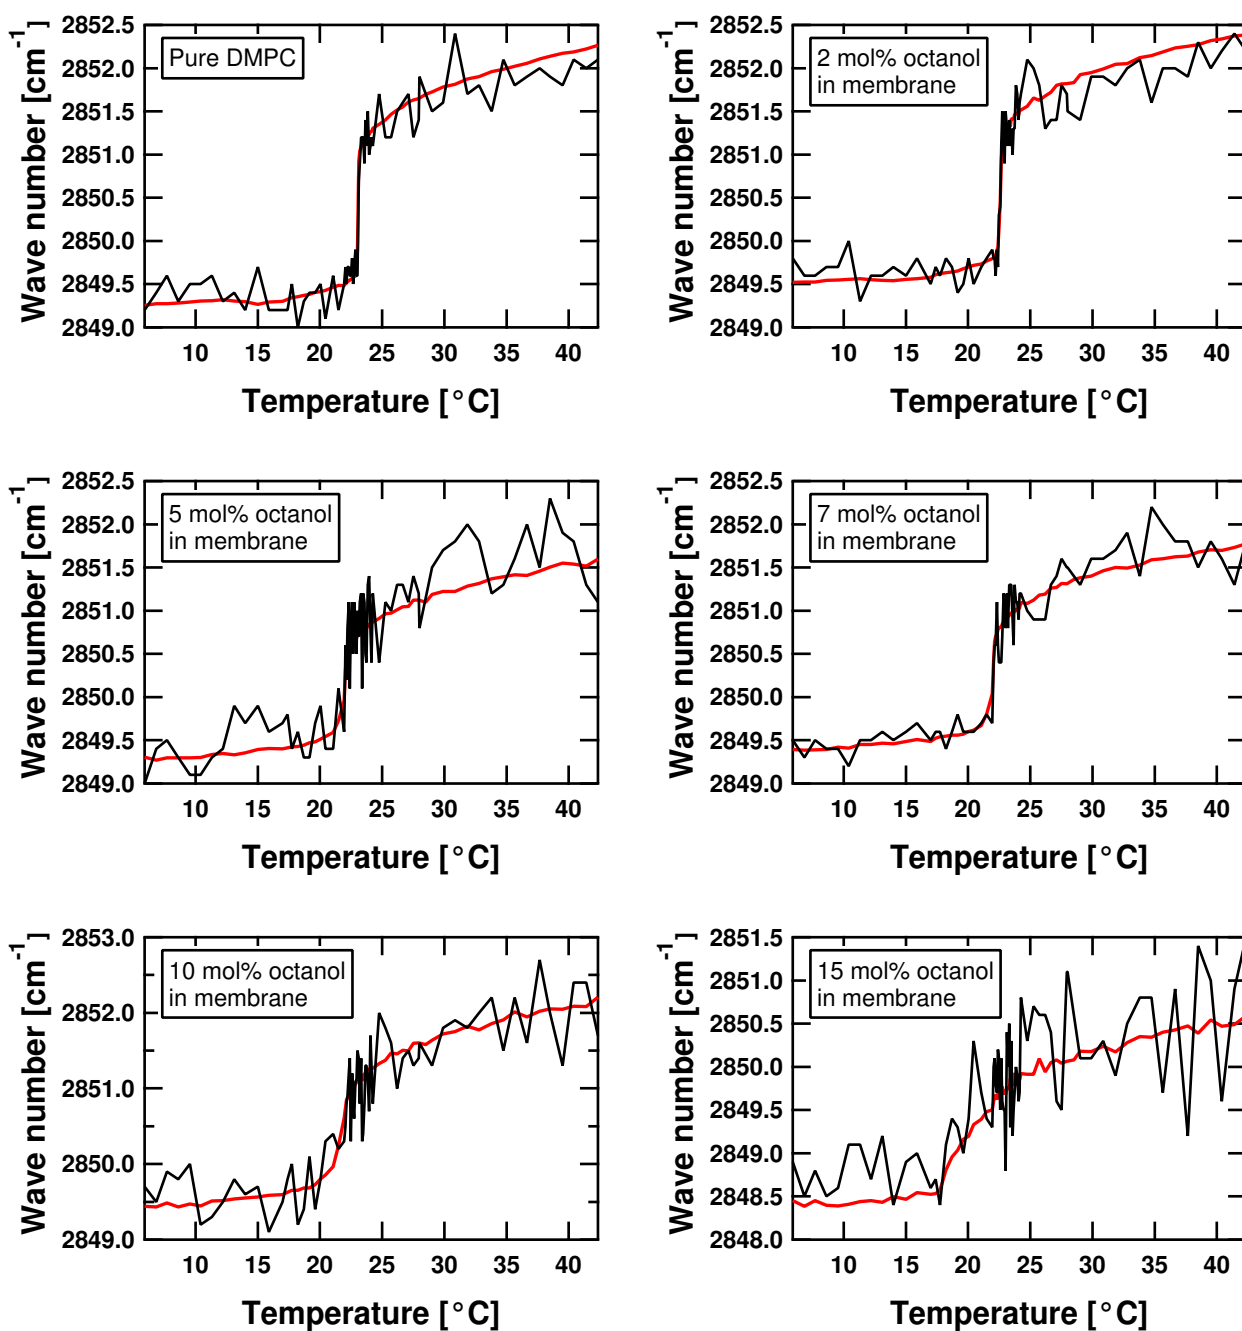 2852.5
2852.0
2851.5
2851.0
2850.5
2850.0
2849.5
2849.0
Wave number [cm-1]
Pure DMPC
10 15 20 25 30 35 40
Temperature [°C]
2852.5
2852.0
2851.5
2851.0
2850.5
2850.0
2849.5
2849.0
Wave number [cm-1]
2 mol% octanol
in membrane
10 15 20 25 30 35 40
Temperature [°C]
2852.5
2852.0
2851.5
2851.0
2850.5
2850.0
2849.5
2849.0
Wave number [cm-1]
5 mol% octanol
in membrane
10 15 20 25 30 35 40
Temperature [°C]
2852.5
2852.0
2851.5
2851.0
2850.5
2850.0
2849.5
2849.0
Wave number [cm-1]
7 mol% octanol
in membrane
10 15 20 25 30 35 40
Temperature [°C]
2853.0
2852.0
2851.0
2850.0
2849.0
Wave number [cm-1]
10 mol% octanol
in membrane
10 15 20 25 30 35 40
Temperature [°C]
2851.5
2851.0
2850.5
2850.0
2849.5
2849.0
2848.5
2848.0
Wave number [cm-1]
15 mol% octanol
in membrane
10 15 20 25 30 35 40
Temperature [°C]